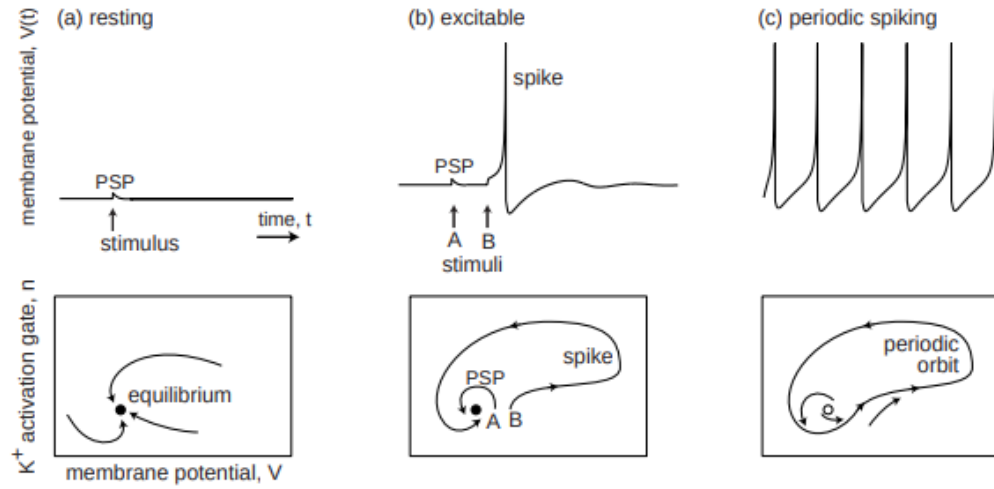 (a) resting
(b) excitable
(c) periodic spiking
membrane potential, V(t)
PSP
stimulus
time, t
spike
PSP
A
B
stimuli
K+ activation gate, n
equilibrium
membrane potential, V
spike
PSP
A
B
periodic
orbit